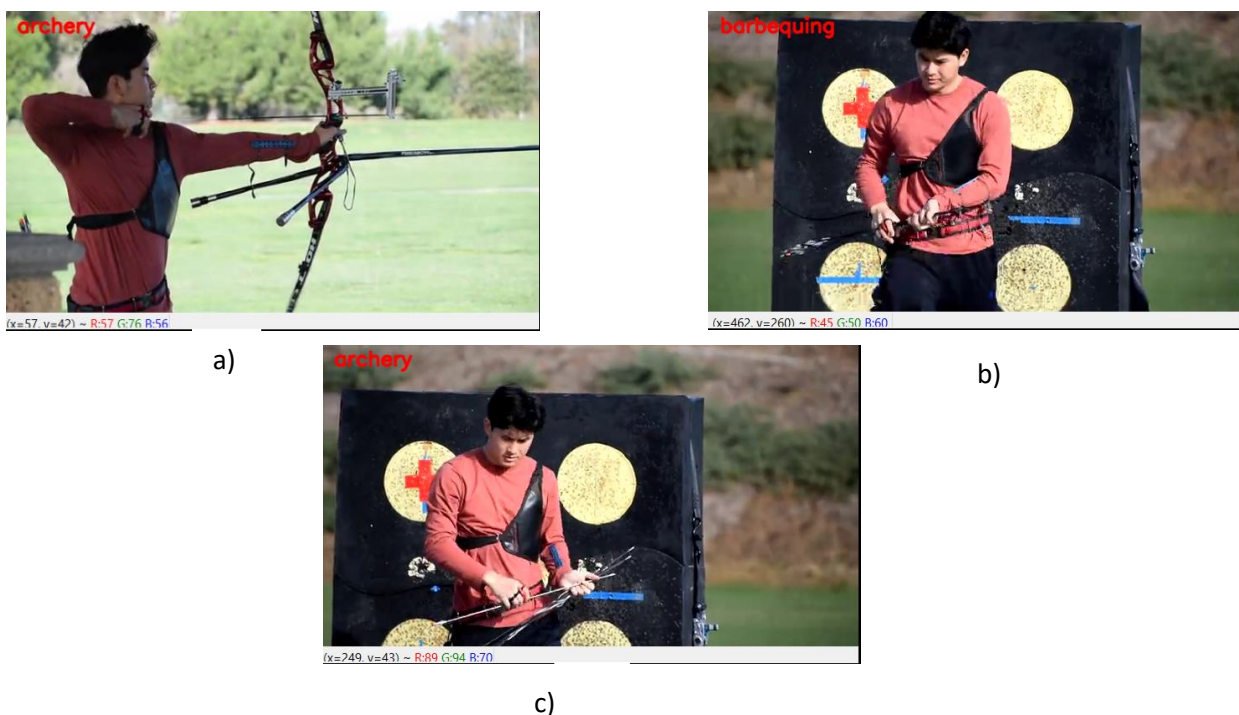 archery
(x=57, y=42) ~ R:57 G:76 B:56
a)
barbequing
(x=462, y=260) ~ R:45 G:50 B:60
b)
archery
(x=249, y=43) ~ R:89 G:94 B:70
c)